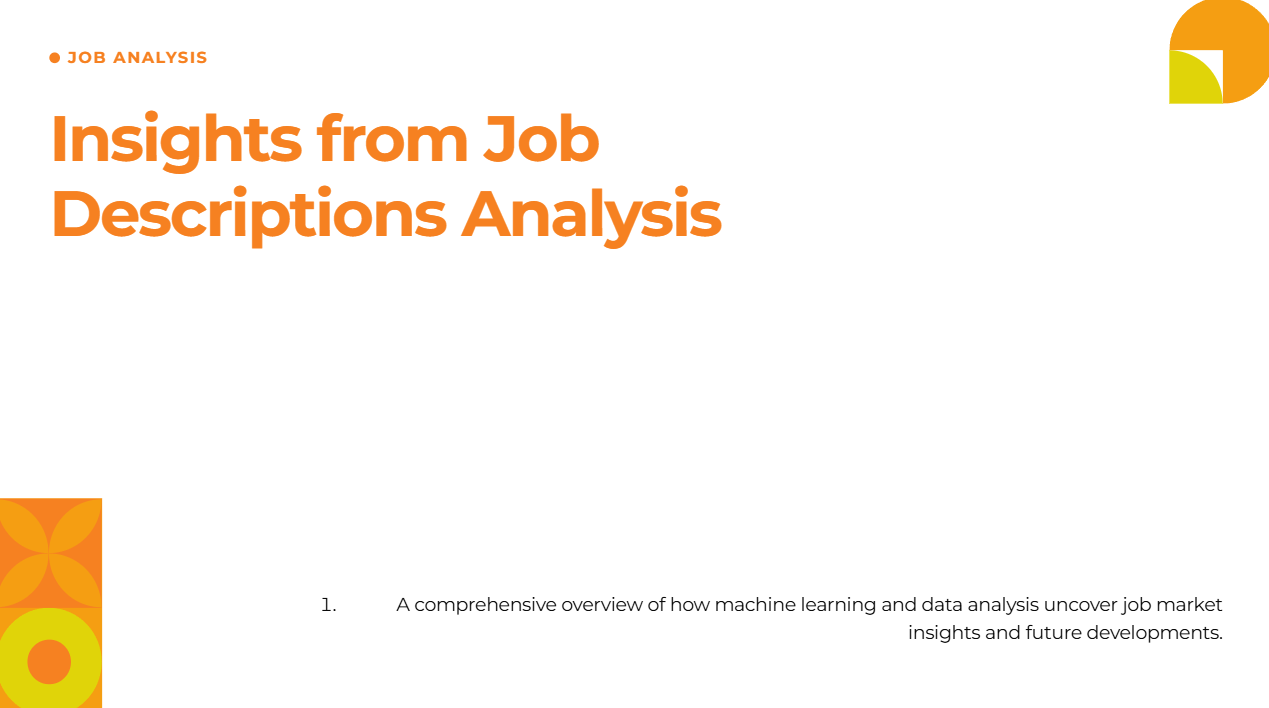 JOB ANALYSIS
Insights from Job
Descriptions Analysis
1. A comprehensive overview of how machine learning and data analysis uncover job market
insights and future developments.